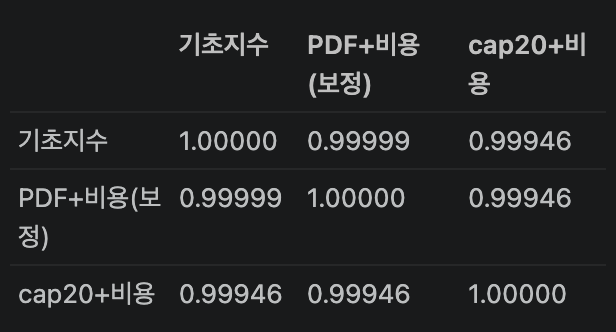 기초지수 PDF+비용 cap20+비
(보정) 용
기초지수 1.00000 0.99999 0.99946
PDF+비용(보 0.99999 1.00000 0.99946
정)
cap20+비용 0.99946 0.99946 1.00000